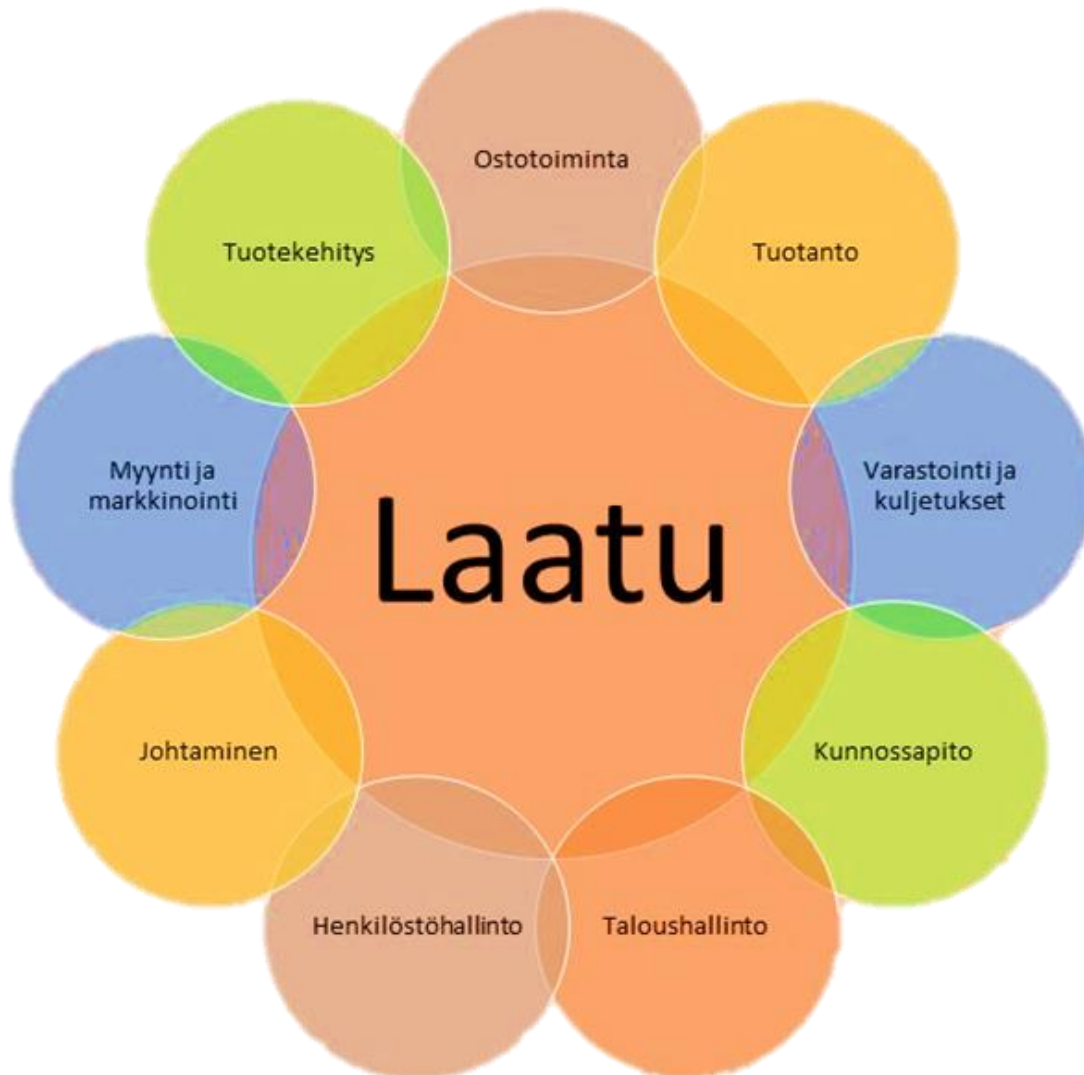 Ostotoiminta
Tuotekehitys
Tuotanto
Myynti ja
markkinointi
Laatu
Varastointi ja
kuljetukset
Johtaminen
Kunnossapito
Henkilöstöhallinto
Taloushallinto